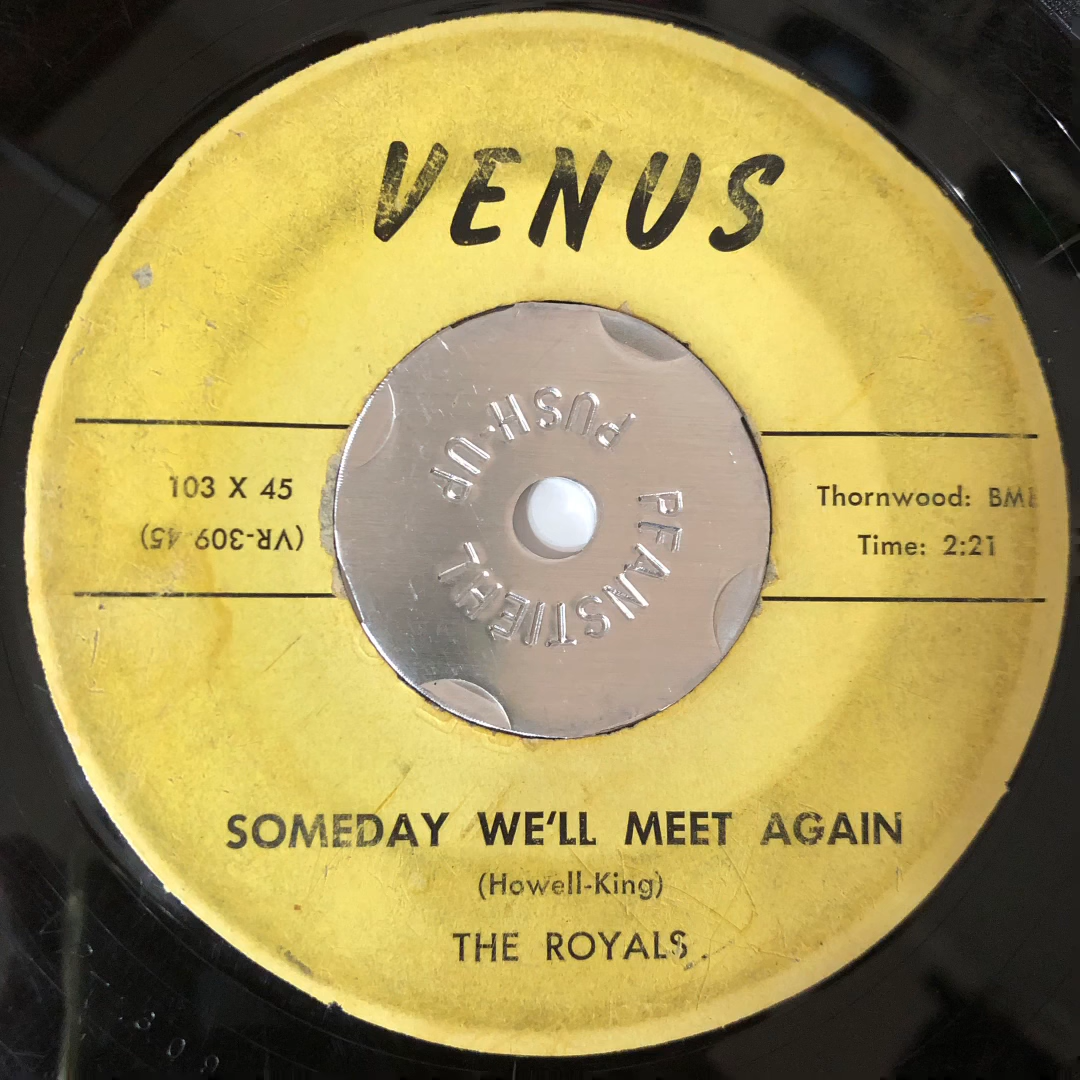 VENUS
103 X 45
(VR-309-45)
Thornwood: BMI
Time: 2:21
PUSH-UP
PFANSTIEHL
SOMEDAY WE'LL MEET AGAIN
(Howell-King)
THE ROYALS